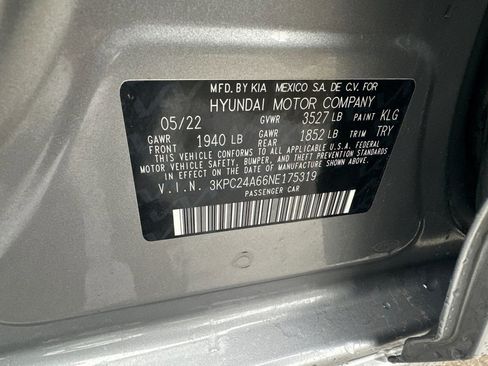 MFD. BY KIA MEXICO S.A. DE C.V. FOR
HYUNDAI MOTOR COMPANY
05/22 GVWR 3527 LB PAINT KLG
GAWR FRONT 1940 LB GAWR REAR 1852 LB TRIM TRY
THIS VEHICLE CONFORMS TO ALL APPLICABLE U.S.A. FEDERAL
MOTOR VEHICLE SAFETY, BUMPER, AND THEFT PREVENTION STANDARDS
IN EFFECT ON THE DATE OF MANUFACTURE SHOWN ABOVE.
V.I.N. 3KPC24A66NE175319
PASSENGER CAR